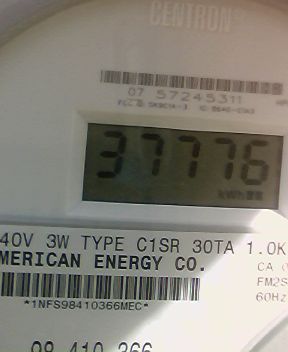 CENTRON
07 57245311
37776
kWh
40V 3W TYPE C1SR 30TA 1.0K
MERICAN ENERGY CO.
CA
FM2S
60Hz
*1NFS98410366MEC*
98 410 366